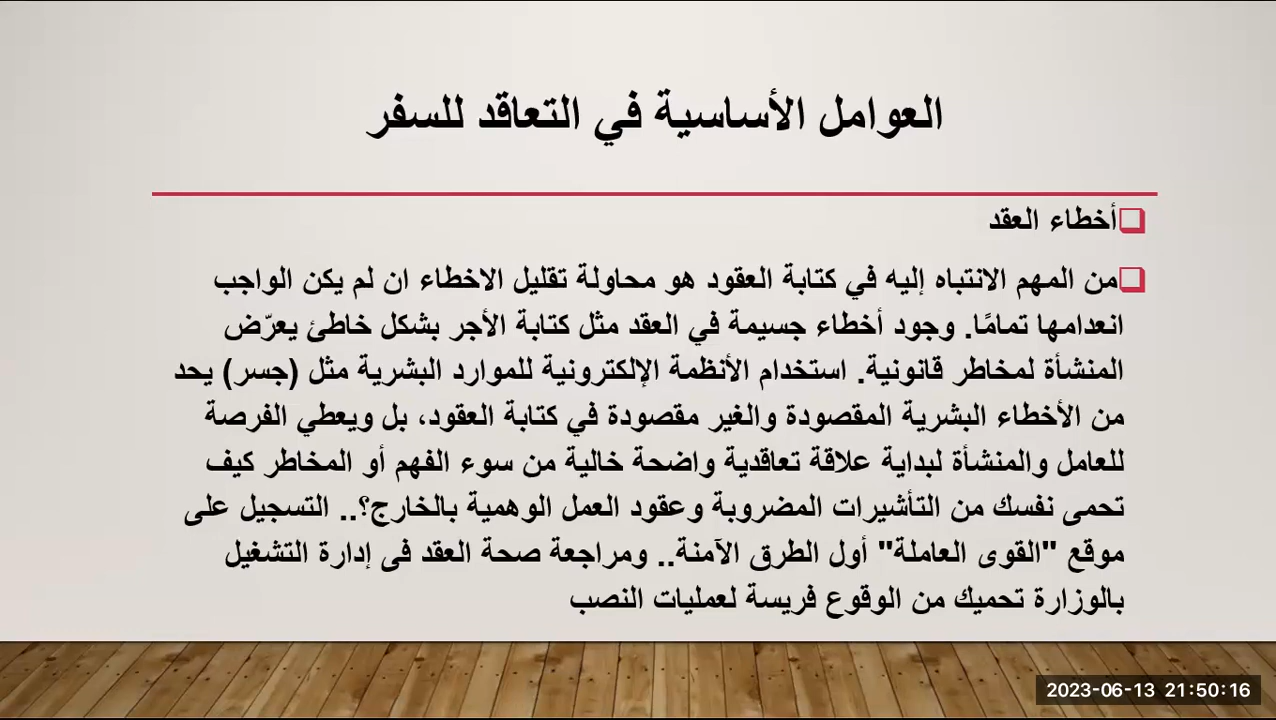 العوامل الأساسية في التعاقد للسفر
أخطاء العقد
من المهم الانتباه إليه في كتابة العقود هو محاولة تقليل الاخطاء ان لم يكن الواجب
انعدامها تمامًا. وجود أخطاء جسيمة في العقد مثل كتابة الأجر بشكل خاطئ يعرّض
المنشأة لمخاطر قانونية. استخدام الأنظمة الإلكترونية للموارد البشرية مثل (جسر) يحد
من الأخطاء البشرية المقصودة والغير مقصودة في كتابة العقود، بل ويعطي الفرصة
للعامل والمنشأة لبداية علاقة تعاقدية واضحة خالية من سوء الفهم أو المخاطر كيف
تحمى نفسك من التأشيرات المضروبة وعقود العمل الوهمية بالخارج؟.. التسجيل على
موقع "القوى العاملة" أول الطرق الآمنة.. ومراجعة صحة العقد فى إدارة التشغيل
بالوزارة تحميك من الوقوع فريسة لعمليات النصب
2023-06-13 21:50:16